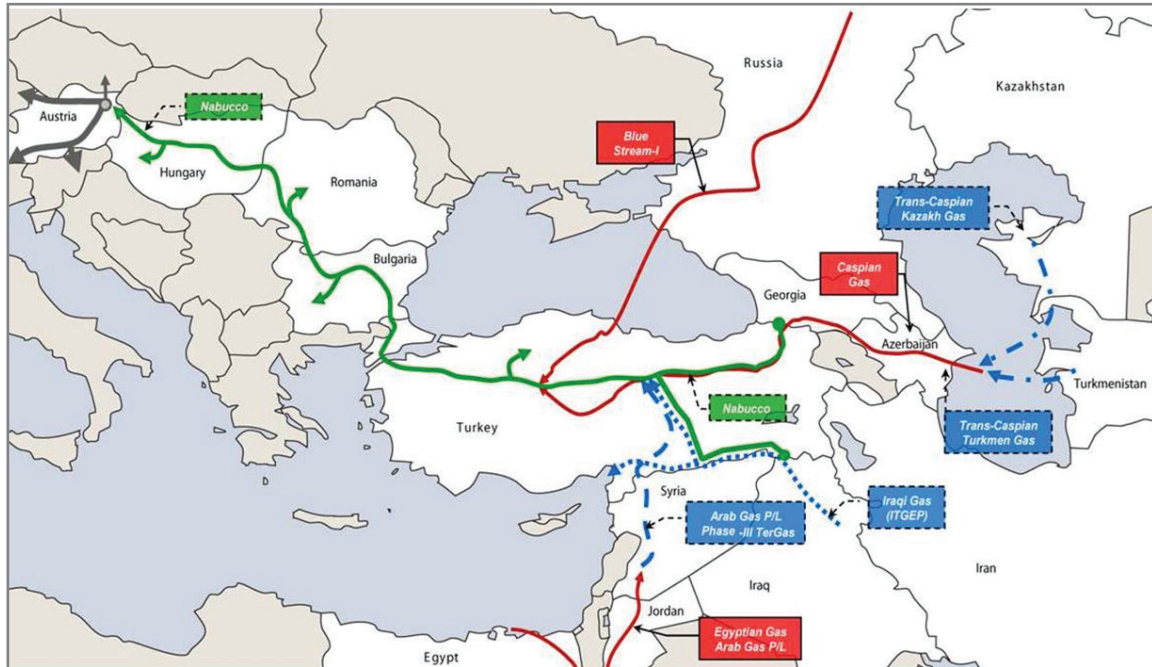 Russia
Kazakhstan
Austria
Nabucco
Blue
Stream-I
Hungary
Romania
Trans-Caspian
Kazakh Gas
Bulgaria
Caspian
Gas
Georgia
Azerbaijan
Turkmenistan
Nabucco
Turkey
Trans-Caspian
Turkmen Gas
Syria
Arab Gas P/L
Phase -III TerGas
Iraqi Gas
(ITGEP)
Iran
Iraq
Jordan
Egyptian Gas
Arab Gas P/L
Egypt